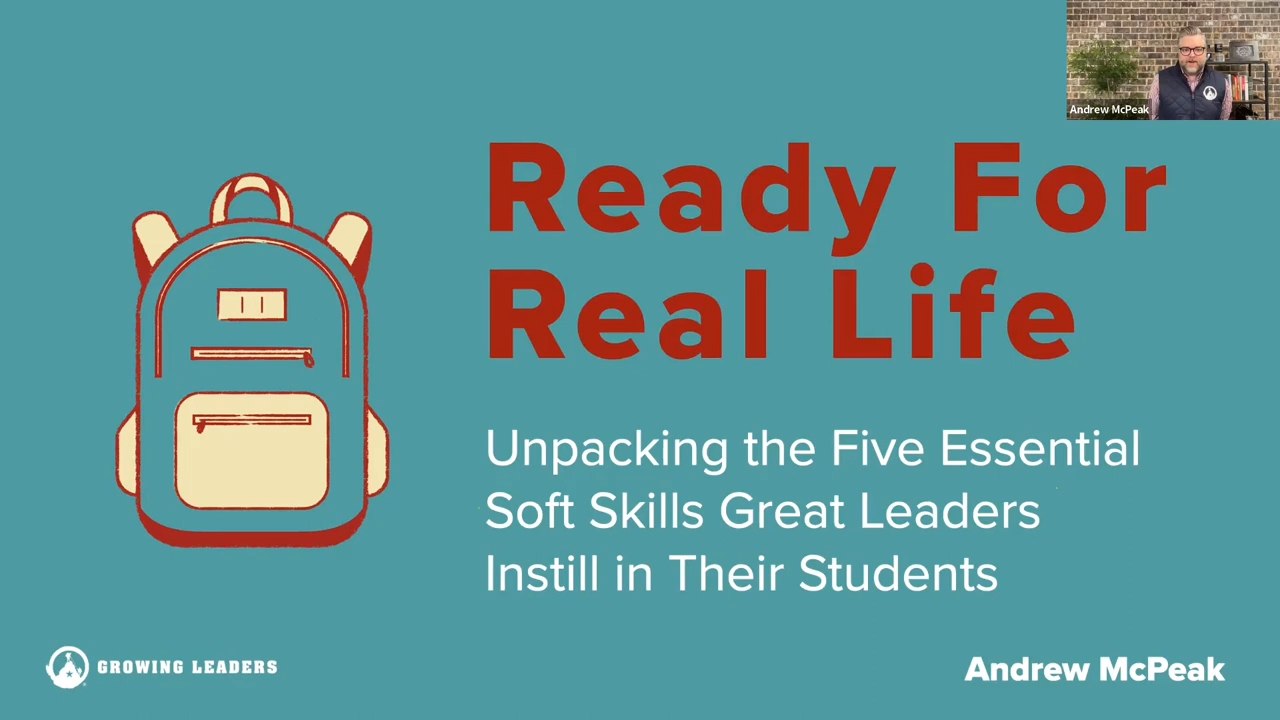 Andrew McPeak
Ready For
Real Life
Unpacking the Five Essential
Soft Skills Great Leaders
Instill in Their Students
GROWING LEADERS
Andrew McPeak